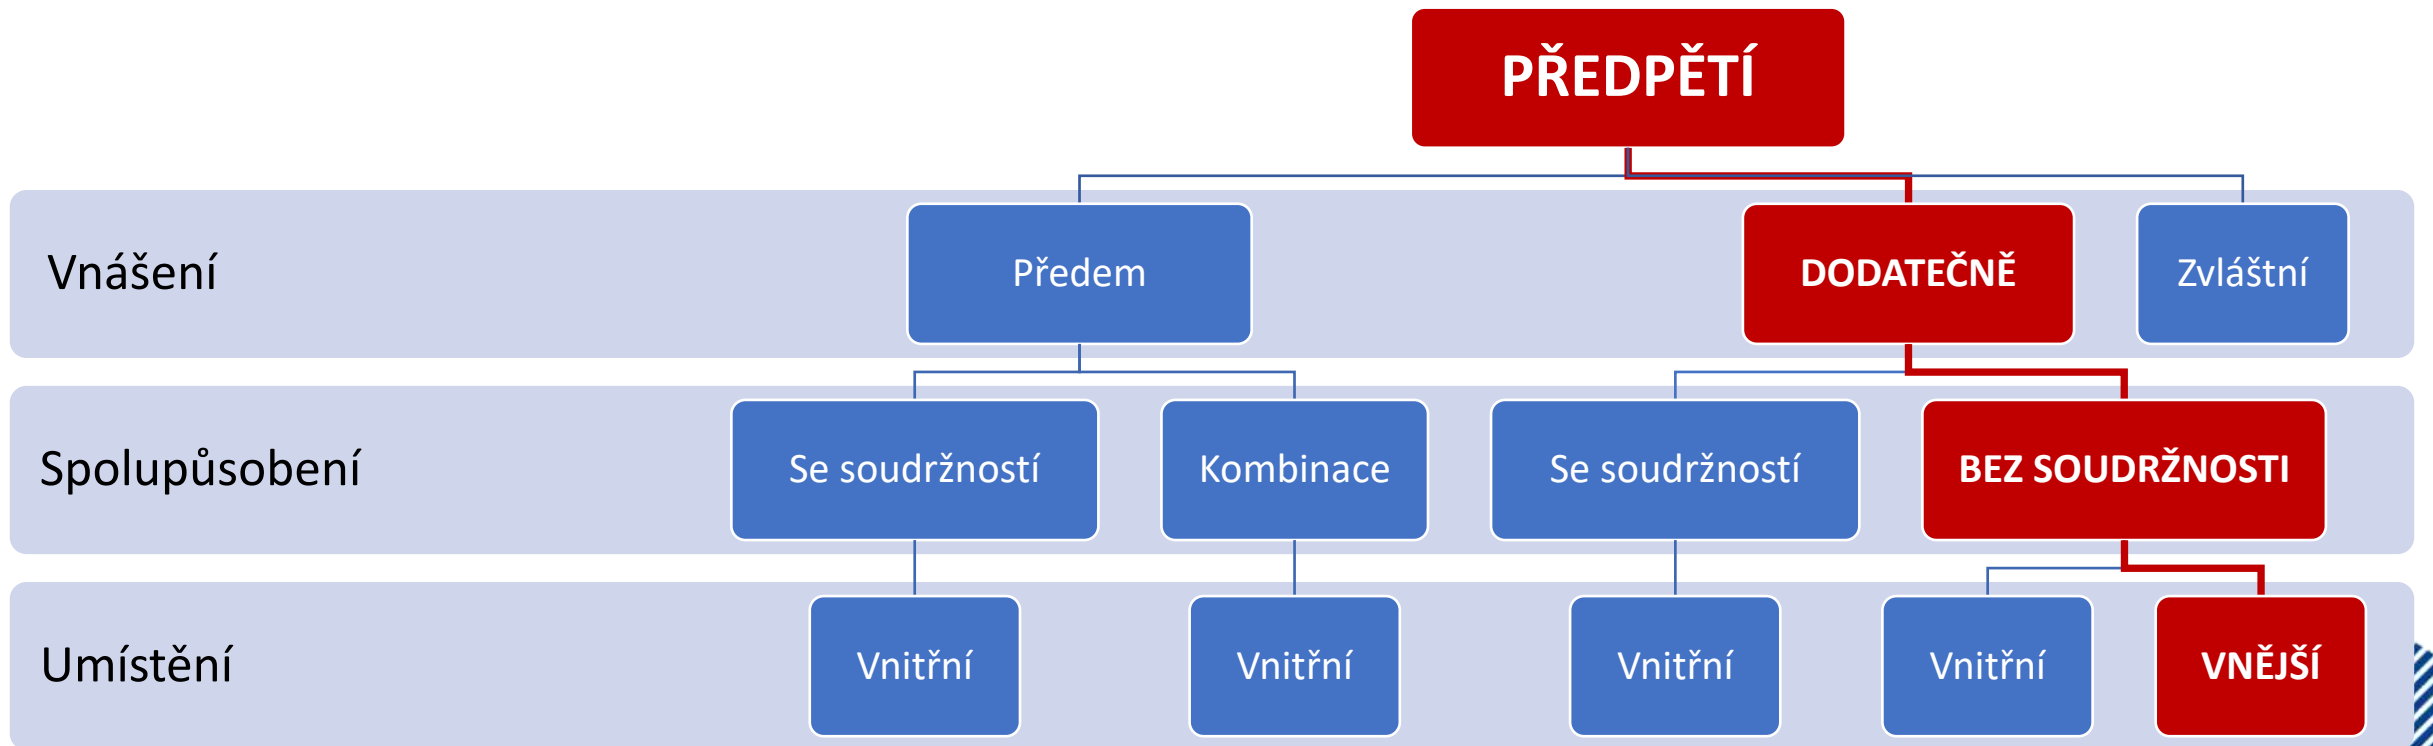 PŘEDPĚTÍ
Vnášení
Předem
DODATEČNĚ
Zvláštní
Spolupůsobení
Se soudržností
Kombinace
Se soudržností
BEZ SOUDRŽNOSTI
Umístění
Vnitřní
Vnitřní
Vnitřní
Vnitřní
VNĚJŠÍ